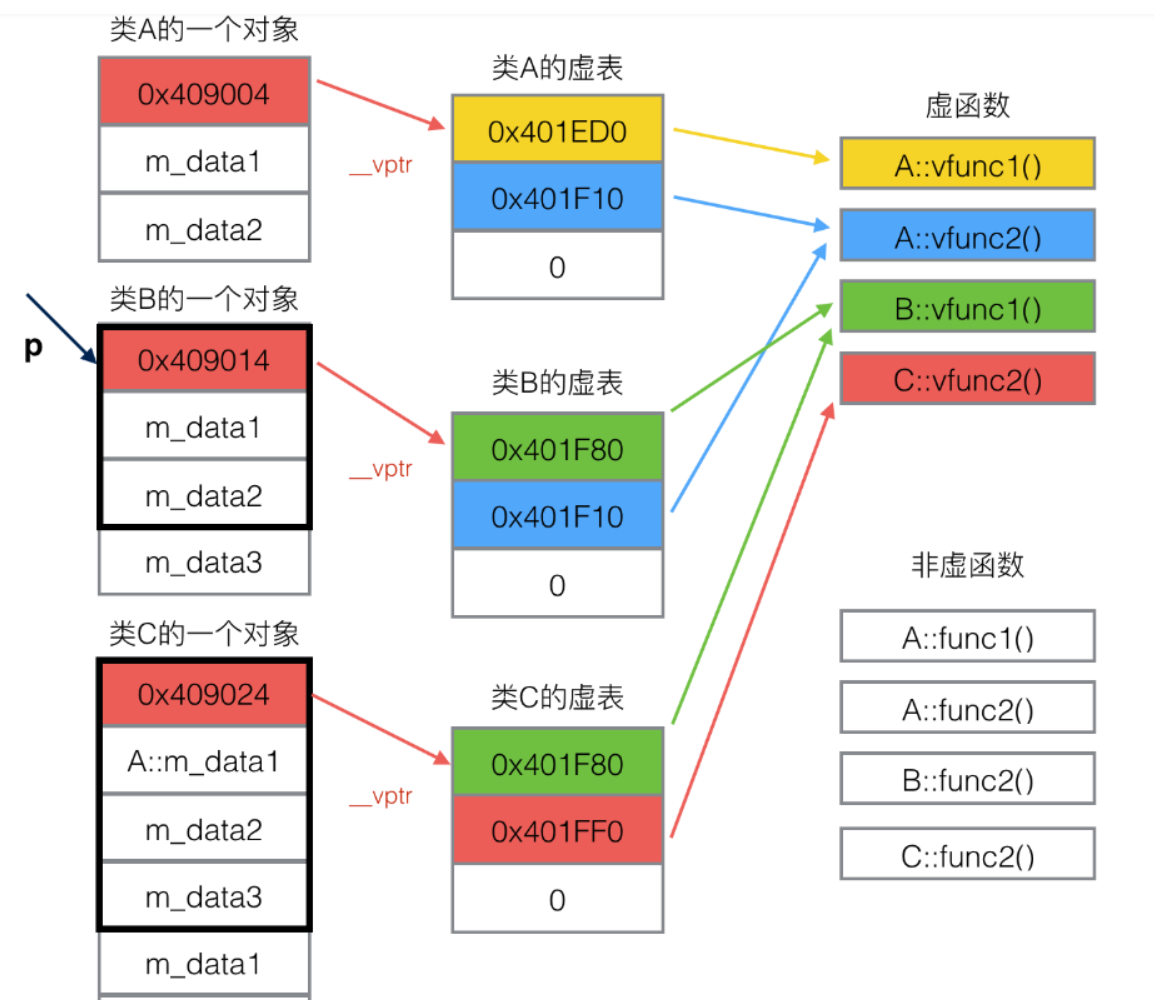 类A的一个对象
0x409004
m_data1
m_data2
__vptr
类A的虚表
0x401ED0
0x401F10
0
虚函数
A::vfunc1()
A::vfunc2()
B::vfunc1()
C::vfunc2()
p
类B的一个对象
0x409014
m_data1
m_data2
m_data3
__vptr
类B的虚表
0x401F80
0x401F10
0
类C的一个对象
0x409024
A::m_data1
m_data2
m_data3
m_data1
__vptr
类C的虚表
0x401F80
0x401FF0
0
非虚函数
A::func1()
A::func2()
B::func2()
C::func2()